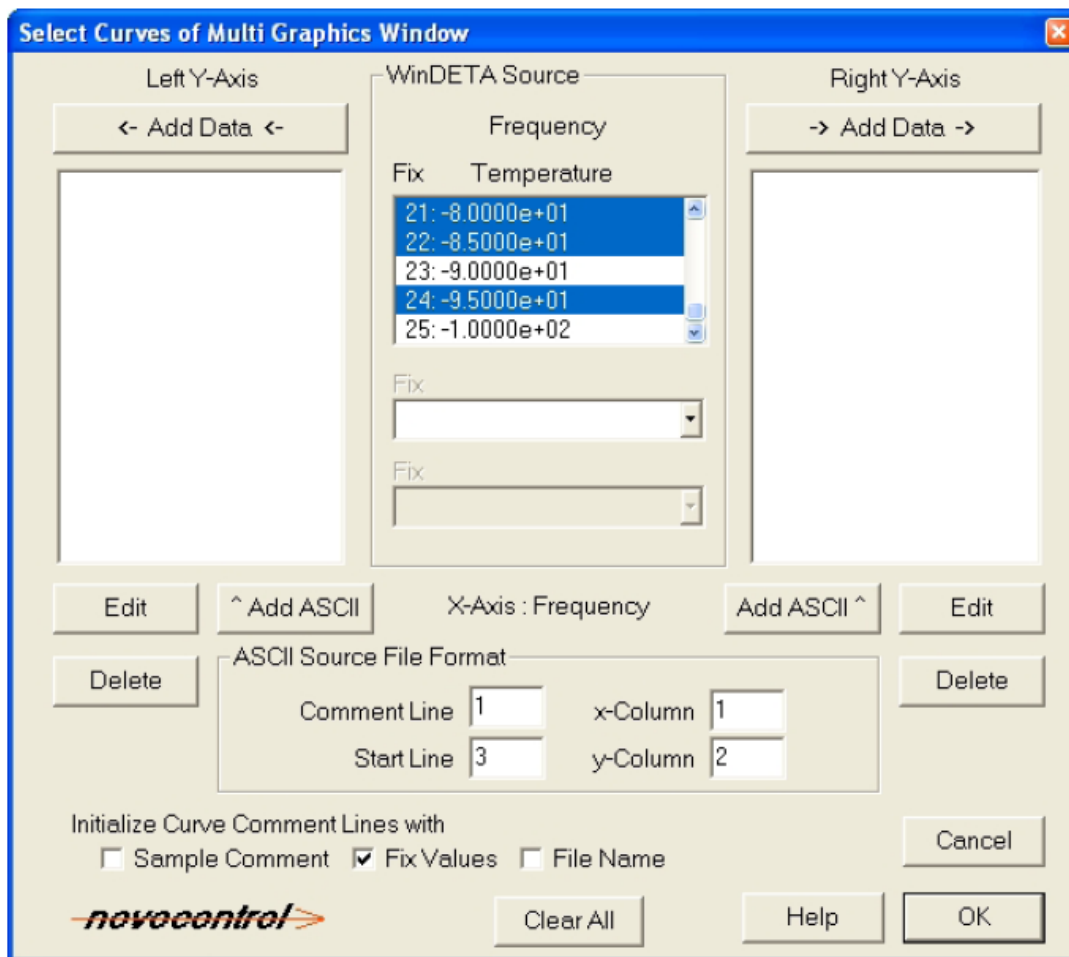 Select Curves of Multi Graphics Window
Left Y-Axis
WinDETA Source
Right Y-Axis
<- Add Data <-
Frequency
-> Add Data ->
Fix Temperature
21: -8.0000e+01
22: -8.5000e+01
23: -9.0000e+01
24: -9.5000e+01
25: -1.0000e+02
Fix
Fix
Edit
^ Add ASCII
X-Axis : Frequency
Add ASCII ^
Edit
Delete
ASCII Source File Format
Delete
Comment Line 1 x-Column 1
Start Line 3 y-Column 2
Initialize Curve Comment Lines with
Sample Comment Fix Values File Name
Cancel
novocontrol
Clear All
Help
OK